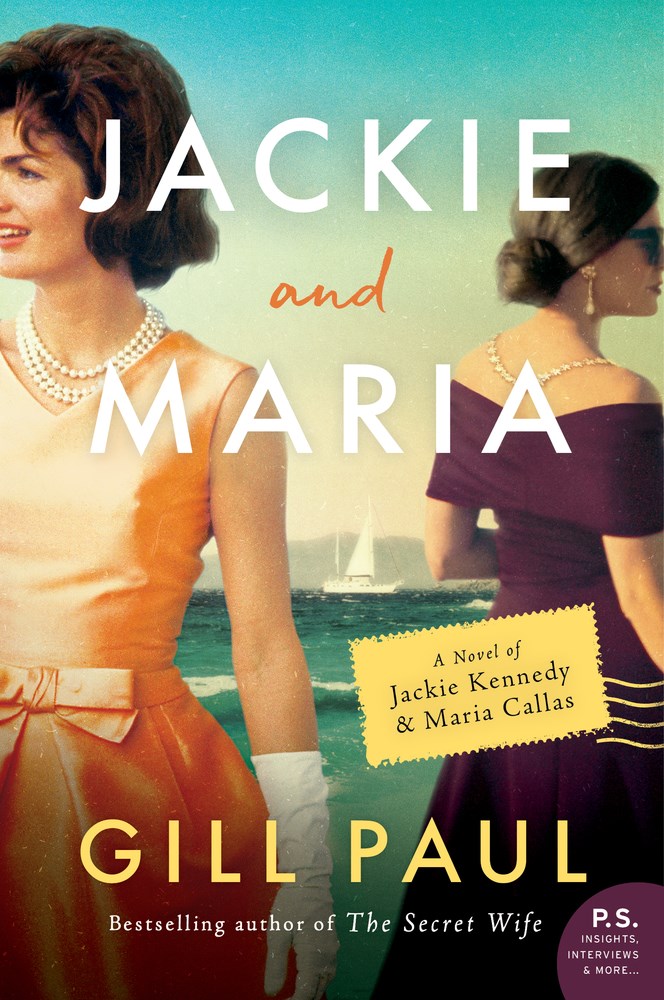 JACKIE
and
MARIA
A Novel of
Jackie Kennedy
& Maria Callas
GILL PAUL
Bestselling author of The Secret Wife
P.S.
INSIGHTS,
INTERVIEWS
& MORE...